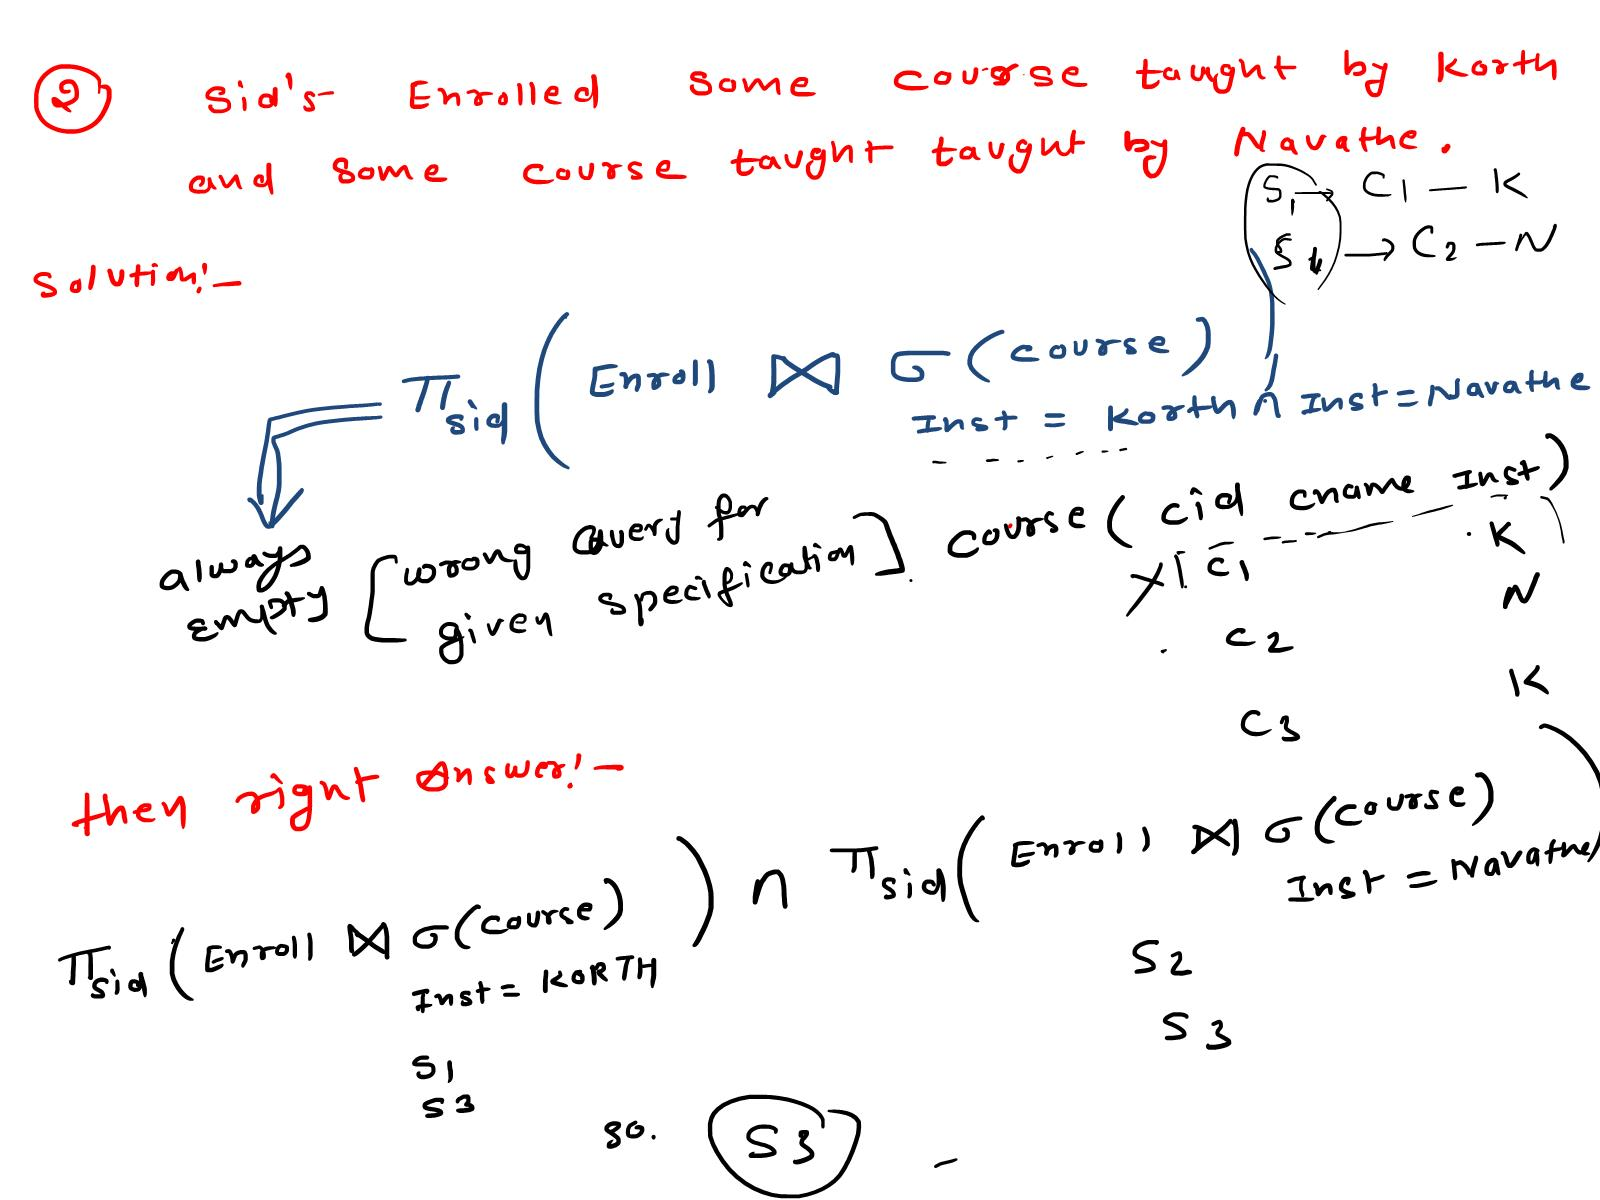 2 Sid's- Enrolled some course taught by Korth
and some course taught taught by Navathe.
S1 → C1 - K
→ C2 - N
Solution:-
πsid ( Enroll ⋈ σ (course)
Inst = Korth ∩ Inst = Navathe
always
empty
[wrong query for
given specification]
course ( cid cname Inst )
C1 K
C2 N
C3 K
then right answer:-
πsid ( Enroll ⋈ σ (course) ) ∩ πsid ( Enroll ⋈ σ (course)
Inst = KORTH
Inst = Navathe )
S1
S3
S2
S3
so. S3